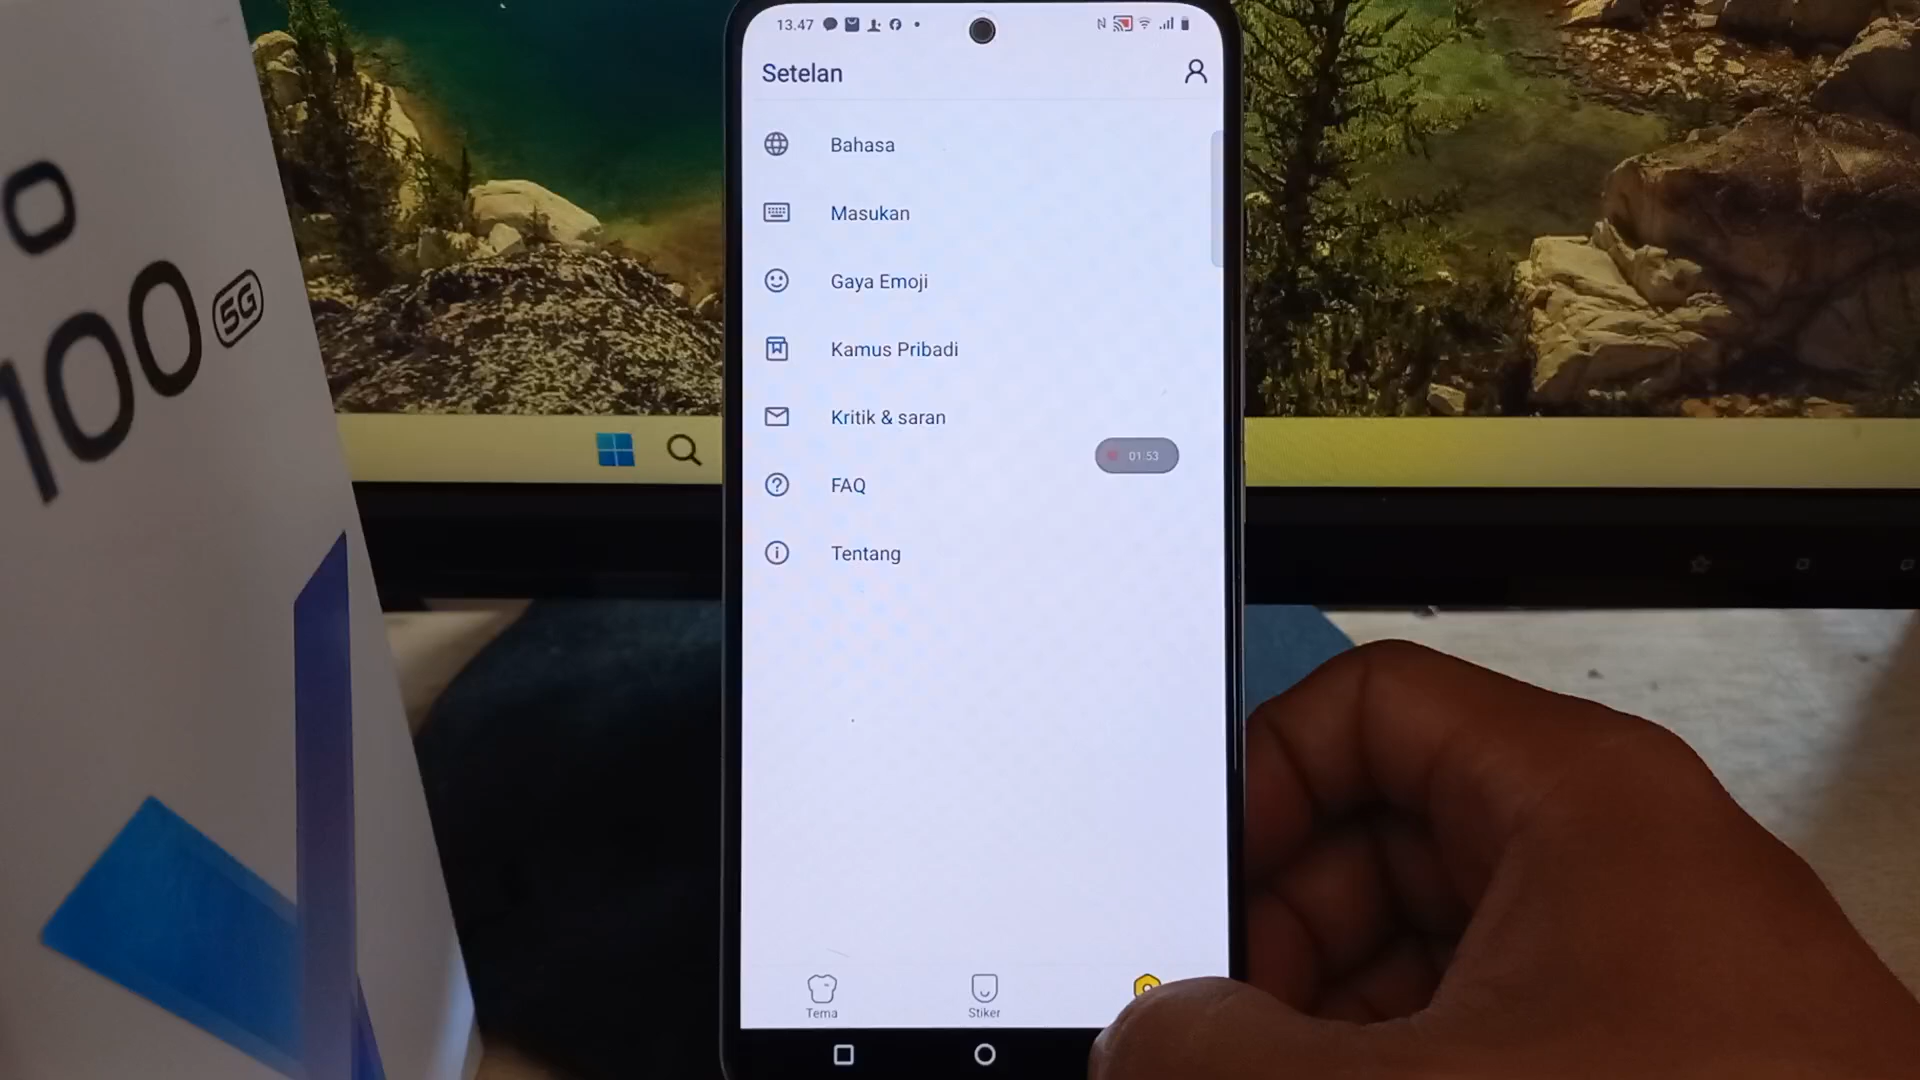 O
100 5G
13.47
Setelan
Bahasa
Masukan
Gaya Emoji
Kamus Pribadi
Kritik & saran
01:53
FAQ
Tentang
Tema
Stiker